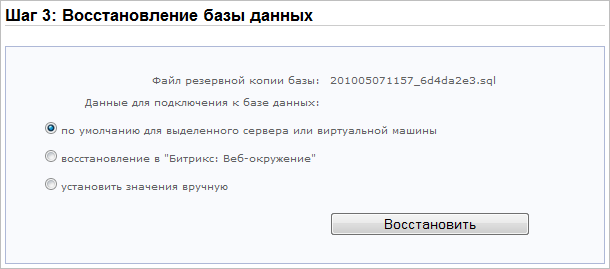 Шаг 3: Восстановление базы данных
Файл резервной копии базы: 201005071157_6d4da2e3.sql
Данные для подключения к базе данных:
по умолчанию для выделенного сервера или виртуальной машины
восстановление в "Битрикс: Веб-окружение"
установить значения вручную
Восстановить